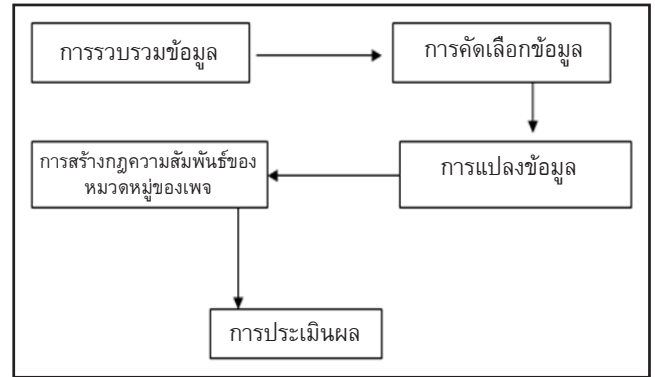 การรวบรวมข้อมูล
การคัดเลือกข้อมูล
การแปลงข้อมูล
การสร้างกฎความสัมพันธ์ของ
หมวดหมู่ของเพจ
การประเมินผล